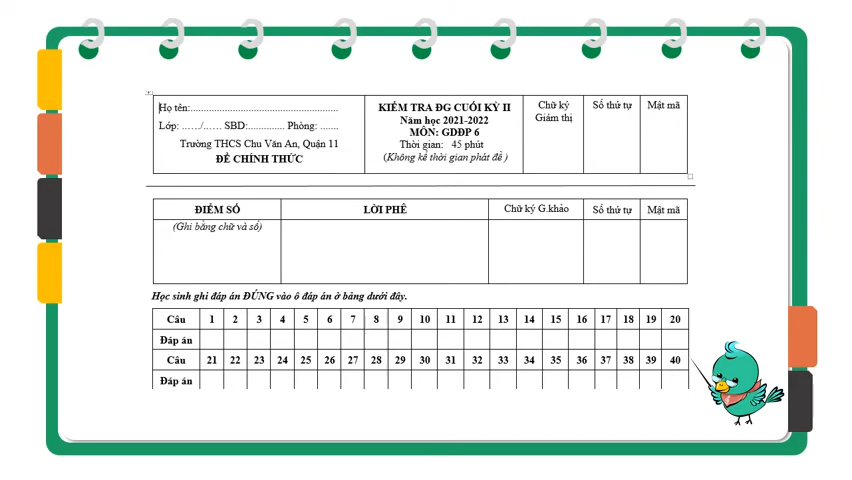 Họ tên:........................................................
Lớp: ...…/...… SBD:.............. Phòng: .......
Trường THCS Chu Văn An, Quận 11
ĐỀ CHÍNH THỨC
KIỂM TRA ĐG CUỐI KỲ II
Năm học 2021-2022
MÔN: GDĐP 6
Thời gian: 45 phút
(Không kể thời gian phát đề )
Chữ ký
Giám thị
Số thứ tự
Mật mã
ĐIỂM SỐ
(Ghi bằng chữ và số)
LỜI PHÊ
Chữ ký G.khảo
Số thứ tự
Mật mã
Học sinh ghi đáp án ĐÚNG vào ô đáp án ở bảng dưới đây.
Câu 1 2 3 4 5 6 7 8 9 10 11 12 13 14 15 16 17 18 19 20
Đáp án
Câu 21 22 23 24 25 26 27 28 29 30 31 32 33 34 35 36 37 38 39 40
Đáp án